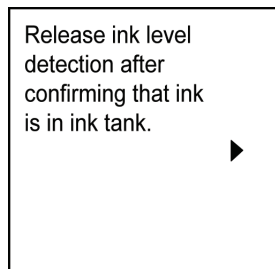 Release ink level
detection after
confirming that ink
is in ink tank.